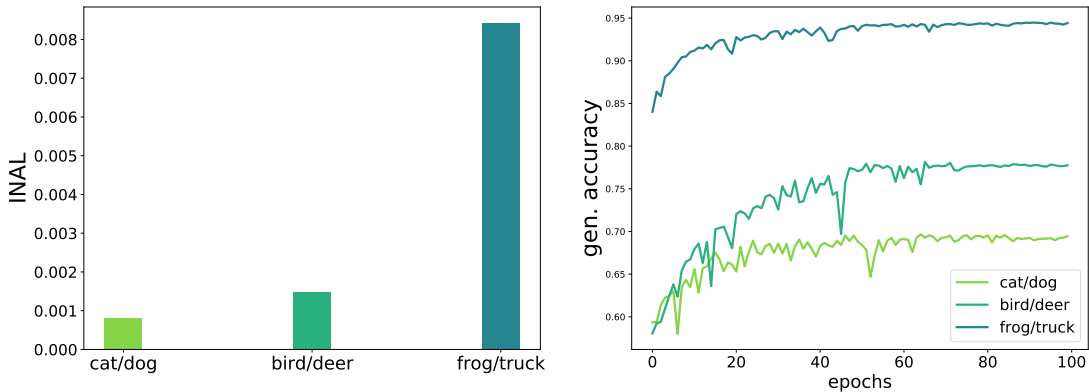 INAL
0.008
0.007
0.006
0.005
0.004
0.003
0.002
0.001
0.000
cat/dog
bird/deer
frog/truck
gen. accuracy
0.95
0.90
0.85
0.80
0.75
0.70
0.65
0.60
0
20
40
60
80
100
epochs
cat/dog
bird/deer
frog/truck